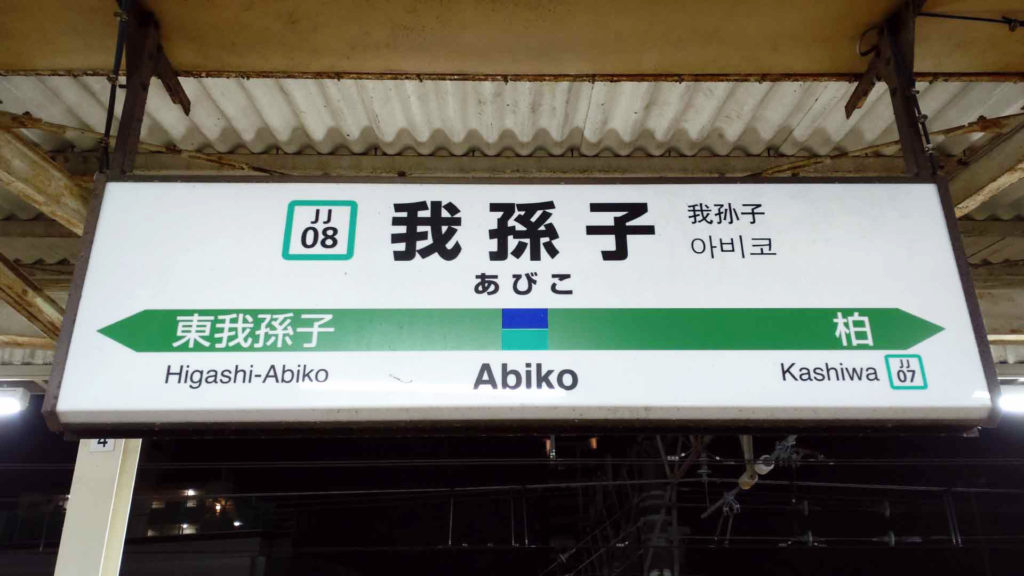 JJ
08
我孫子
我孙子
아비코
あびこ
東我孫子
柏
Higashi-Abiko
Abiko
Kashiwa
JJ
07
4